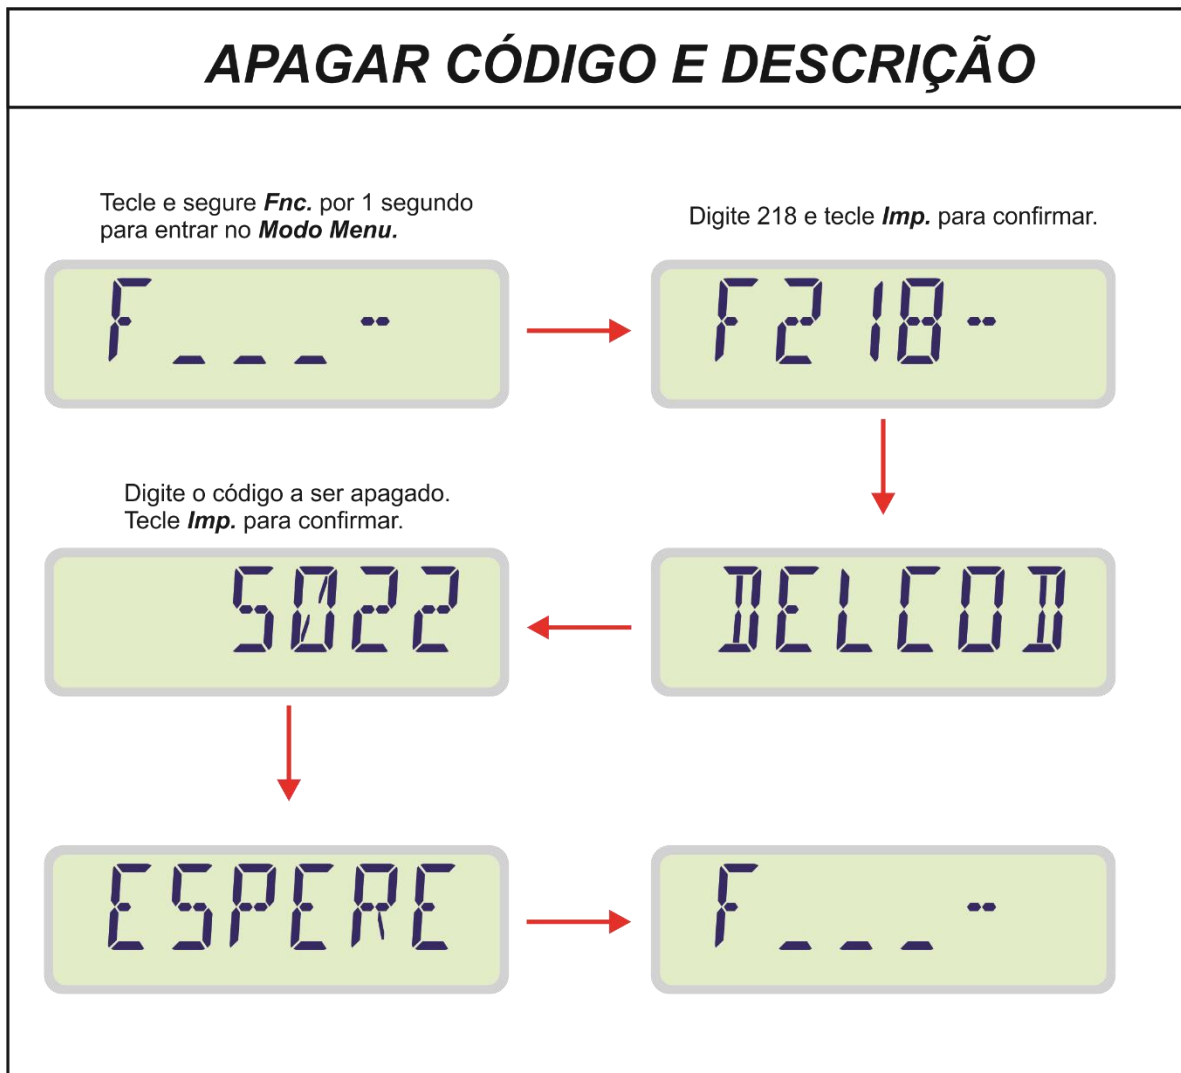 APAGAR CÓDIGO E DESCRIÇÃO
Tecle e segure Fnc. por 1 segundo
para entrar no Modo Menu.
F _ _ _ -
Digite 218 e tecle Imp. para confirmar.
F218-
DELCOD
Digite o código a ser apagado.
Tecle Imp. para confirmar.
5022
ESPERE
F _ _ _ -